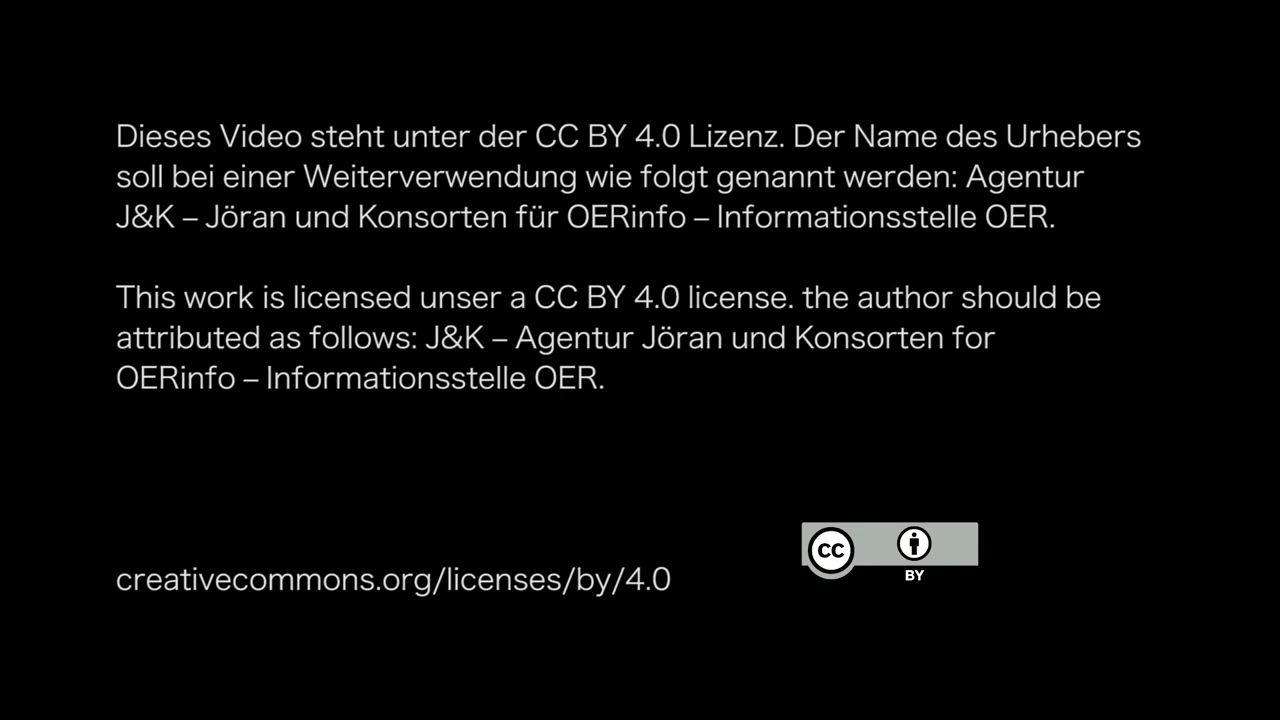 Dieses Video steht unter der CC BY 4.0 Lizenz. Der Name des Urhebers
soll bei einer Weiterverwendung wie folgt genannt werden: Agentur
J&K – Jöran und Konsorten für OERinfo – Informationsstelle OER.
This work is licensed unser a CC BY 4.0 license. the author should be
attributed as follows: J&K – Agentur Jöran und Konsorten for
OERinfo – Informationsstelle OER.
creativecommons.org/licenses/by/4.0
CC
BY